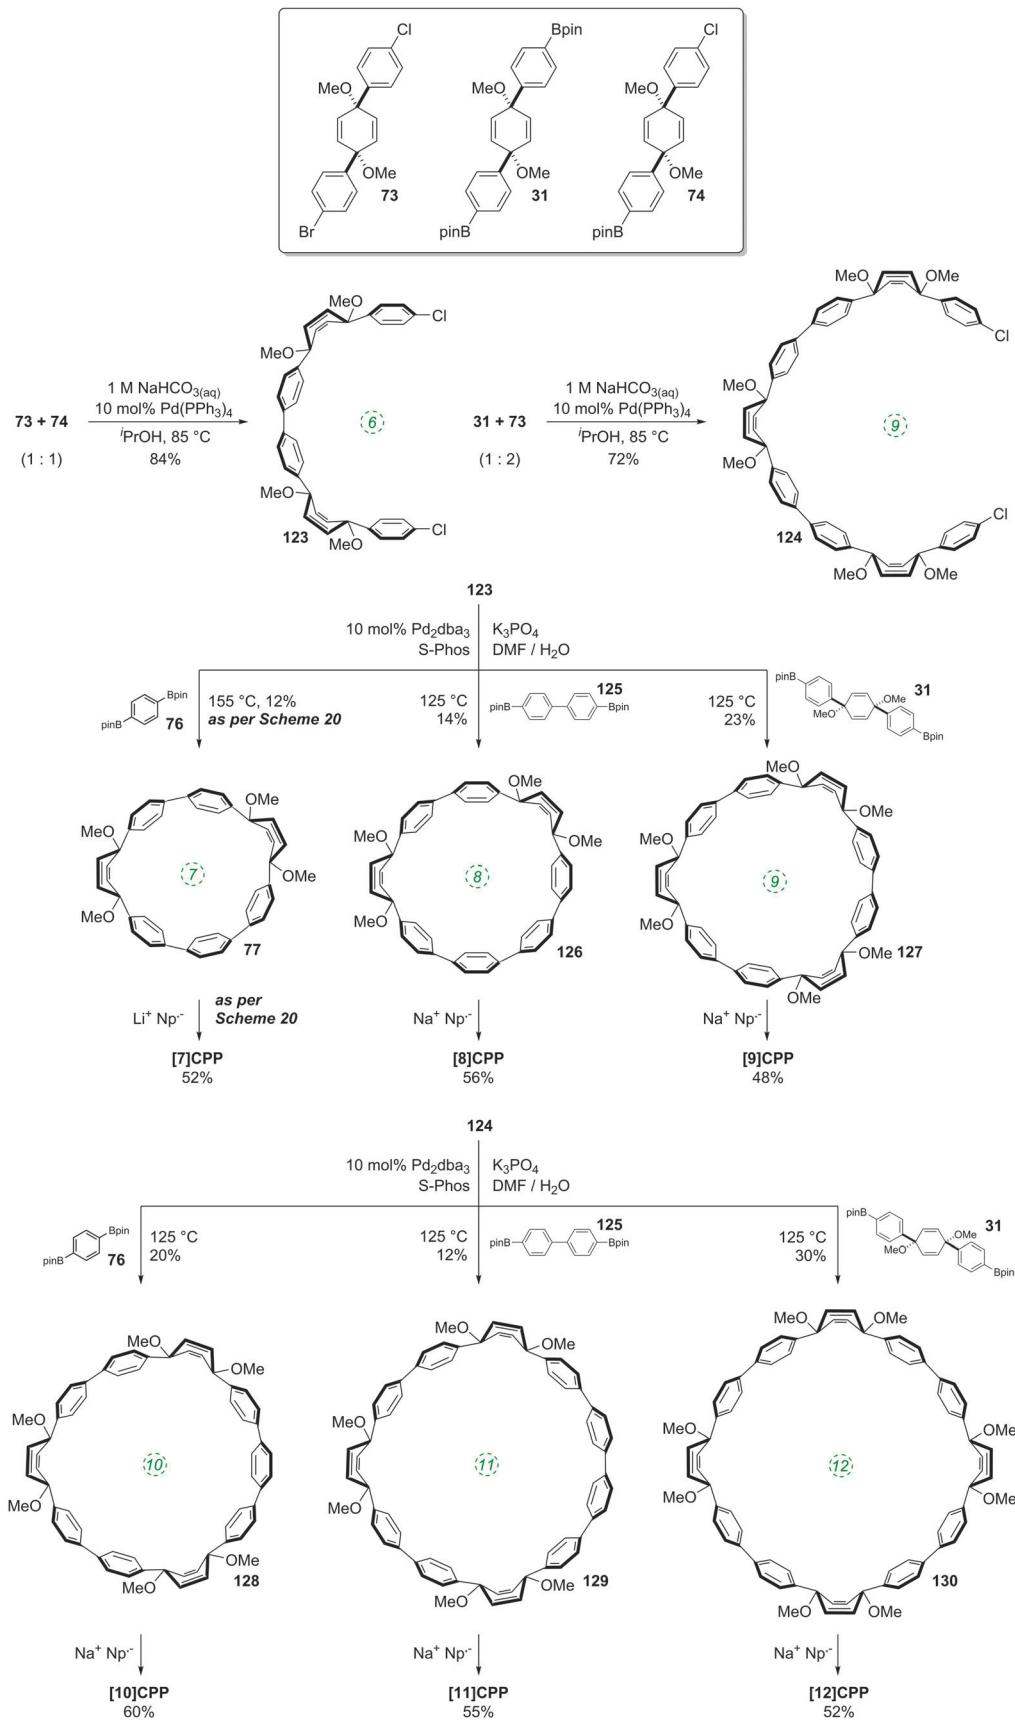 Cl
MeO
OMe
73
Br
Bpin
MeO
OMe
31
pinB
Cl
MeO
OMe
74
pinB
73 + 74
(1 : 1)
1 M NaHCO3(aq)
10 mol% Pd(PPh3)4
iPrOH, 85 °C
84%
MeO
Cl
MeO
6
MeO
Cl
123
MeO
31 + 73
(1 : 2)
1 M NaHCO3(aq)
10 mol% Pd(PPh3)4
iPrOH, 85 °C
72%
MeO
OMe
Cl
MeO
9
MeO
Cl
124
MeO
OMe
123
10 mol% Pd2dba3
S-Phos
K3PO4
DMF / H2O
Bpin
pinB
76
155 °C, 12%
as per Scheme 20
125 °C
14%
125
pinB
Bpin
125 °C
23%
pinB
31
OMe
MeO
Bpin
OMe
MeO
7
OMe
MeO
77
OMe
MeO
OMe
8
MeO
126
MeO
OMe
MeO
9
MeO
OMe
127
OMe
Li+ Np·-
as per
Scheme 20
[7]CPP
52%
Na+ Np·-
[8]CPP
56%
Na+ Np·-
[9]CPP
48%
124
10 mol% Pd2dba3
S-Phos
K3PO4
DMF / H2O
Bpin
pinB
76
125 °C
20%
125 °C
12%
125
pinB
Bpin
125 °C
30%
pinB
31
OMe
MeO
Bpin
MeO
OMe
MeO
10
MeO
OMe
MeO
128
MeO
OMe
MeO
11
MeO
OMe
MeO
129
MeO
OMe
MeO
OMe
12
MeO
OMe
MeO
OMe
130
Na+ Np·-
[10]CPP
60%
Na+ Np·-
[11]CPP
55%
Na+ Np·-
[12]CPP
52%